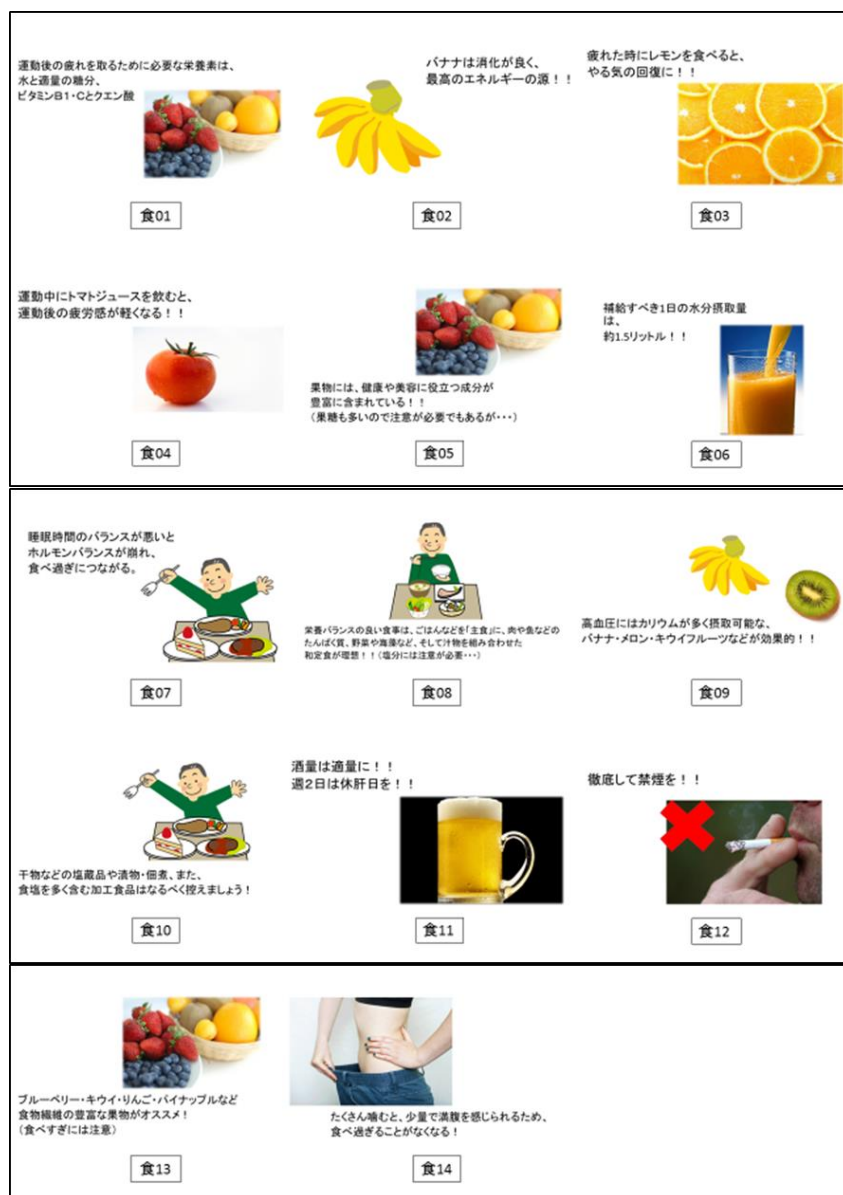 運動後の疲れを取るために必要な栄養素は、
水と適量の糖分、
ビタミンB1・Cとクエン酸
食01
バナナは消化が良く、
最高のエネルギーの源！！
食02
疲れた時にレモンを食べると、
やる気の回復に！！
食03
運動中にトマトジュースを飲むと、
運動後の疲労感が軽くなる！！
食04
果物には、健康や美容に役立つ成分が
豊富に含まれている！！
（果糖も多いので注意が必要でもあるが・・・）
食05
補給すべき1日の水分摂取量
は、
約1.5リットル！！
食06
睡眠時間のバランスが悪いと
ホルモンバランスが崩れ、
食べ過ぎにつながる。
食07
栄養バランスの良い食事は、ごはんなどを「主食」に、肉や魚などの
たんぱく質、野菜や海藻など、そして汁物を組み合わせた
和定食が理想！！（塩分には注意が必要・・・）
食08
高血圧にはカリウムが多く摂取可能な、
バナナ・メロン・キウイフルーツなどが効果的！！
食09
干物などの塩蔵品や漬物・佃煮、また、
食塩を多く含む加工食品はなるべく控えましょう！
食10
酒量は適量に！！
週2日は休肝日を！！
食11
徹底して禁煙を！！
食12
ブルーベリー・キウイ・りんご・パイナップルなど
食物繊維の豊富な果物がオススメ！
（食べすぎには注意）
食13
たくさん噛むと、少量で満腹を感じられるため、
食べ過ぎることがなくなる！
食14